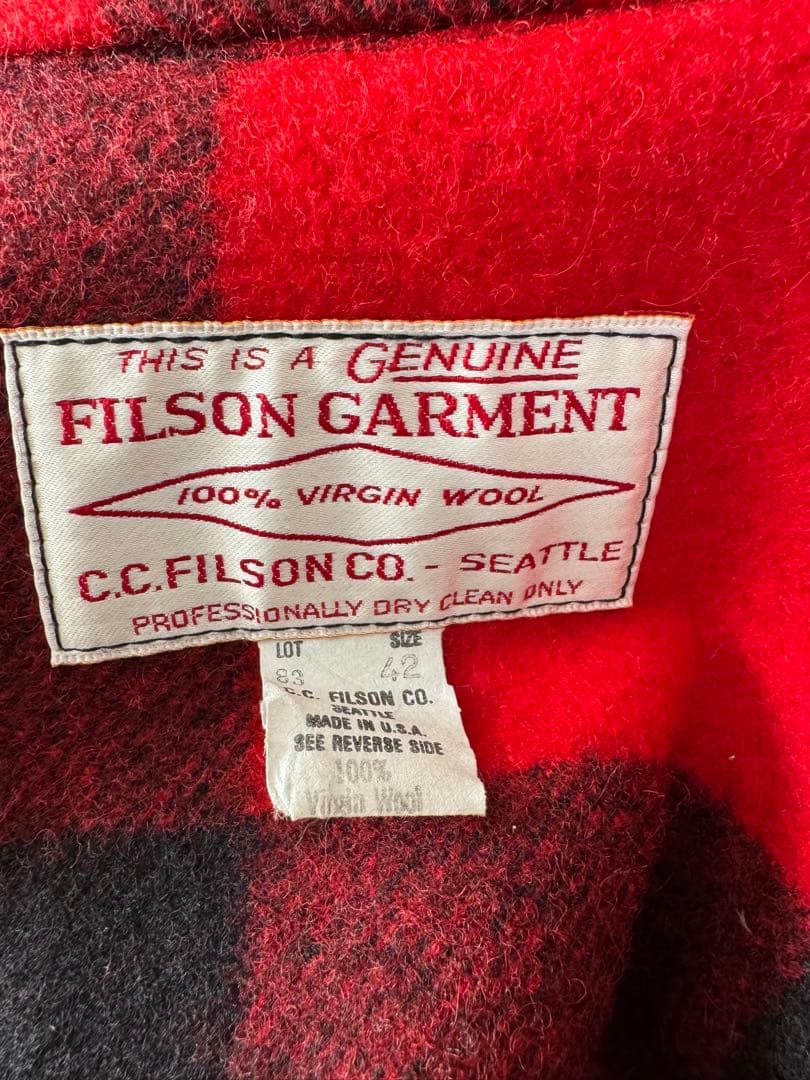 THIS IS A GENUINE
FILSON GARMENT
100% VIRGIN WOOL
C.C.FILSON CO. - SEATTLE
PROFESSIONALLY DRY CLEAN ONLY
LOT SIZE
83 42
C.C. FILSON CO.
SEATTLE
MADE IN U.S.A.
SEE REVERSE SIDE
100%
Virgin Wool